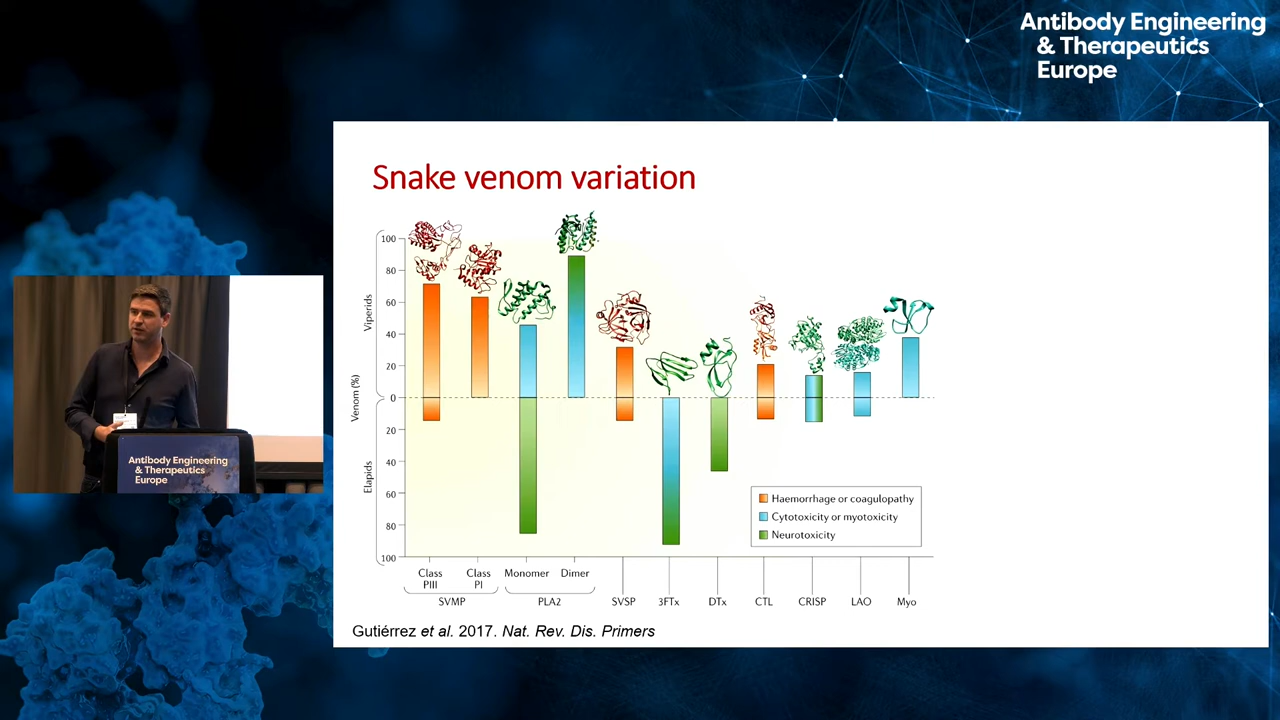 Antibody Engineering
& Therapeutics
Europe
Snake venom variation
100
80
60
40
20
0
20
40
60
80
100
Viperids
Venom (%)
Elapids
Haemorrhage or coagulopathy
Cytotoxicity or myotoxicity
Neurotoxicity
Class
PIII
Class
PI
Monomer
Dimer
SVMP
PLA2
SVSP
3FTx
DTx
CTL
CRISP
LAO
Myo
Gutiérrez et al. 2017. Nat. Rev. Dis. Primers
Antibody Engineering
& Therapeutics
Europe